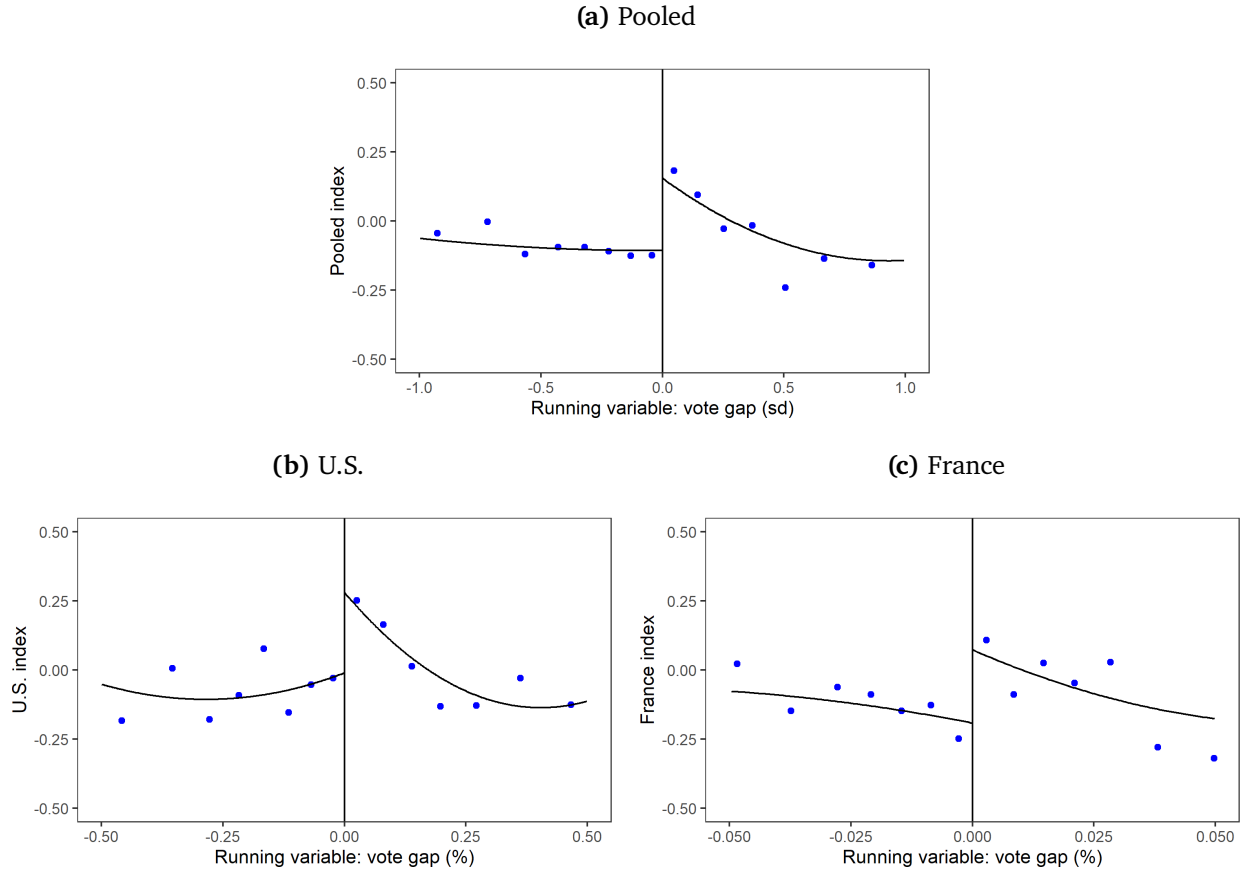 (a) Pooled
0.50
0.25
0.00
-0.25
-0.50
Pooled index
-1.0 -0.5 0.0 0.5 1.0
Running variable: vote gap (sd)
(b) U.S.
0.50
0.25
0.00
-0.25
-0.50
U.S. index
-0.50 -0.25 0.00 0.25 0.50
Running variable: vote gap (%)
(c) France
0.50
0.25
0.00
-0.25
-0.50
France index
-0.050 -0.025 0.000 0.025 0.050
Running variable: vote gap (%)